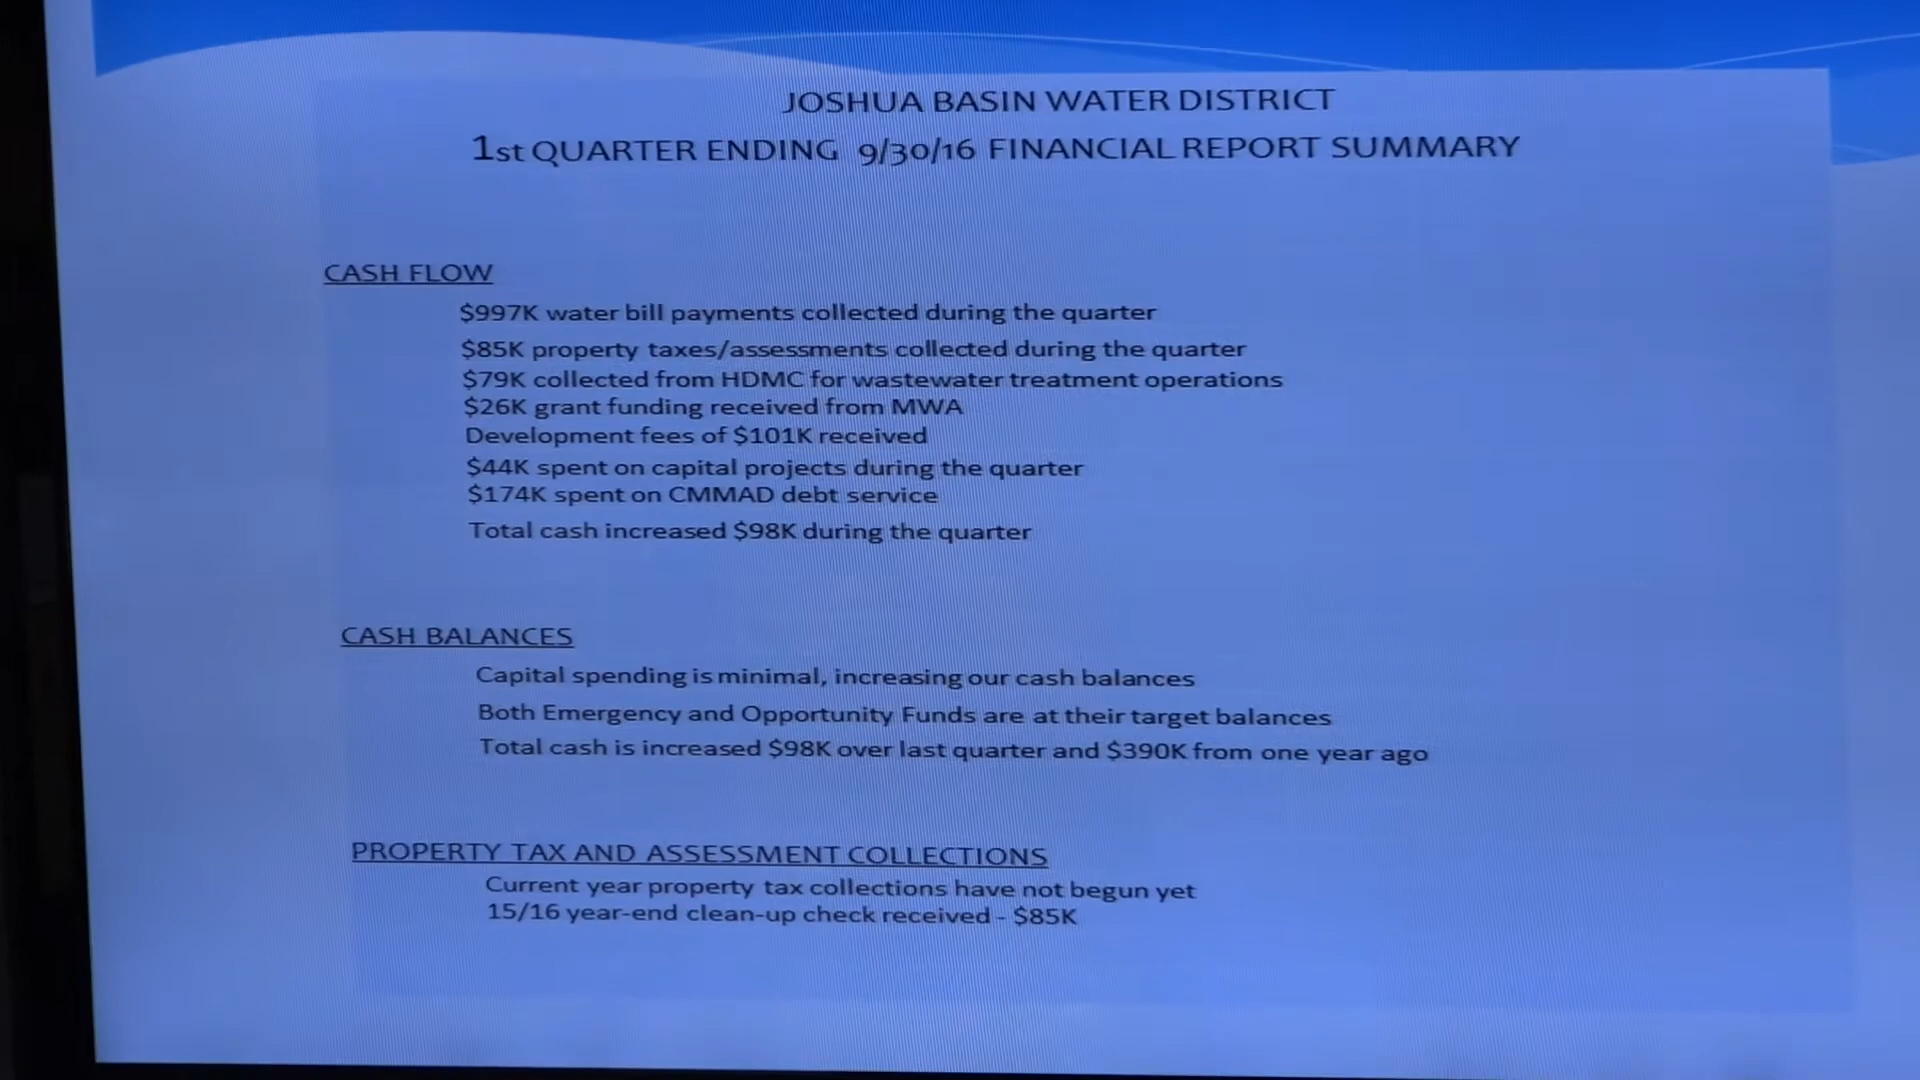 JOSHUA BASIN WATER DISTRICT
1st QUARTER ENDING 9/30/16 FINANCIAL REPORT SUMMARY
CASH FLOW
$997K water bill payments collected during the quarter
$85K property taxes/assessments collected during the quarter
$79K collected from HDMC for wastewater treatment operations
$26K grant funding received from MWA
Development fees of $101K received
$44K spent on capital projects during the quarter
$174K spent on CMMAD debt service
Total cash increased $98K during the quarter
CASH BALANCES
Capital spending is minimal, increasing our cash balances
Both Emergency and Opportunity Funds are at their target balances
Total cash is increased $98K over last quarter and $390K from one year ago
PROPERTY TAX AND ASSESSMENT COLLECTIONS
Current year property tax collections have not begun yet
15/16 year-end clean-up check received - $85K